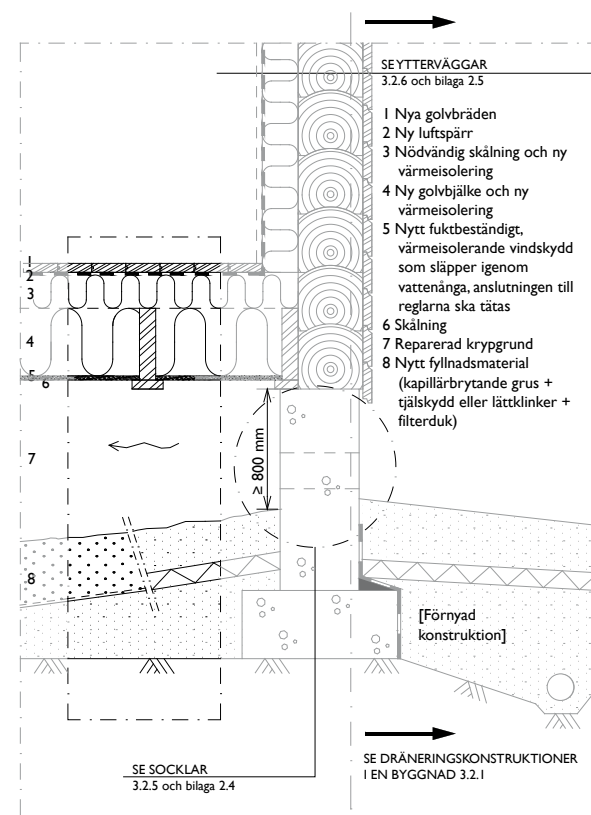 SE YTTERVÄGGAR
3.2.6 och bilaga 2.5
1 Nya golvbräden
2 Ny luftspärr
3 Nödvändig skålning och ny
värmeisolering
4 Ny golvbjälke och ny
värmeisolering
5 Nytt fuktbeständigt,
värmeisolerande vindskydd
som släpper igenom
vattenånga, anslutningen till
reglarna ska tätas
6 Skålning
7 Reparerad krypgrund
8 Nytt fyllnadsmaterial
(kapillärbrytande grus +
tjälskydd eller lättklinker +
filterduk)
1
2
3
4
5
6
7
8
≥ 800 mm
[Förnyad
konstruktion]
SE SOCKLAR
3.2.5 och bilaga 2.4
SE DRÄNERINGSKONSTRUKTIONER
I EN BYGGNAD 3.2.1